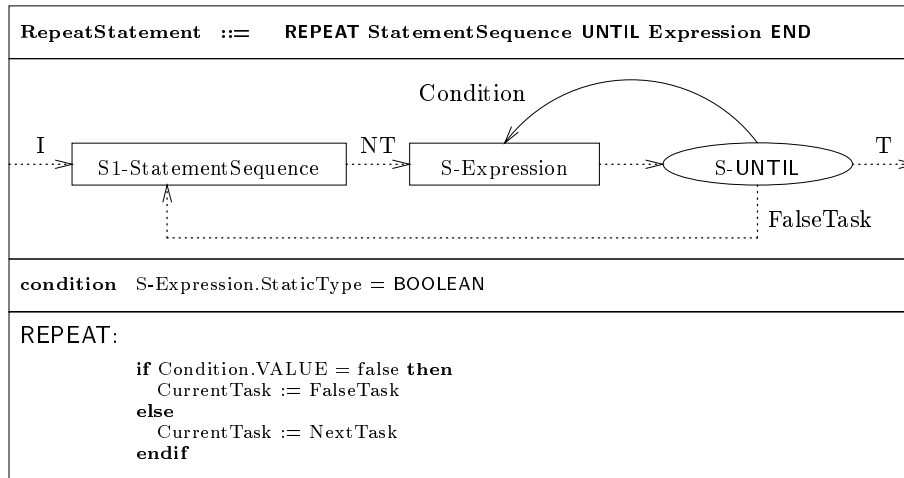 RepeatStatement ::= REPEAT StatementSequence UNTIL Expression END
Condition
I
S1-StatementSequence
NT
S-Expression
S-UNTIL
T
FalseTask
condition S-Expression.StaticType = BOOLEAN
REPEAT:
if Condition.VALUE = false then
CurrentTask := FalseTask
else
CurrentTask := NextTask
endif